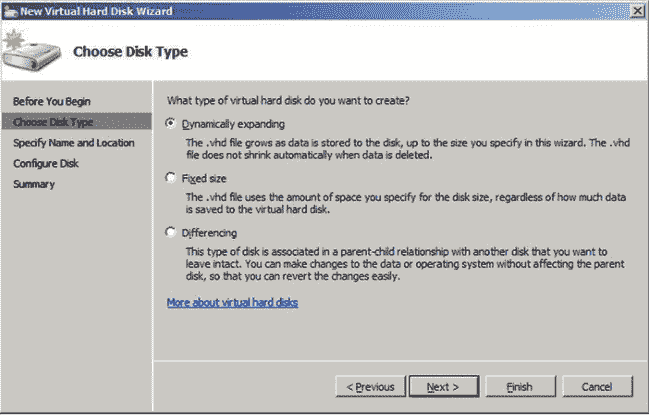 New Virtual Hard Disk Wizard
Choose Disk Type
Before You Begin
Choose Disk Type
Specify Name and Location
Configure Disk
Summary
What type of virtual hard disk do you want to create?
Dynamically expanding
The .vhd file grows as data is stored to the disk, up to the size you specify in this wizard. The .vhd
file does not shrink automatically when data is deleted.
Fixed size
The .vhd file uses the amount of space you specify for the disk size, regardless of how much data
is saved to the virtual hard disk.
Differencing
This type of disk is associated in a parent-child relationship with another disk that you want to
leave intact. You can make changes to the data or operating system without affecting the parent
disk, so that you can revert the changes easily.
More about virtual hard disks
< Previous
Next >
Finish
Cancel